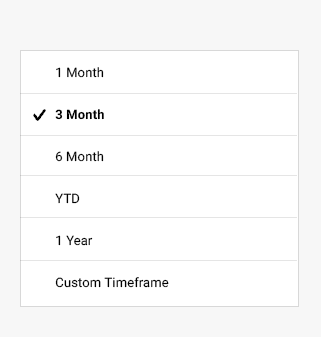 1 Month
3 Month
6 Month
YTD
1 Year
Custom Timeframe